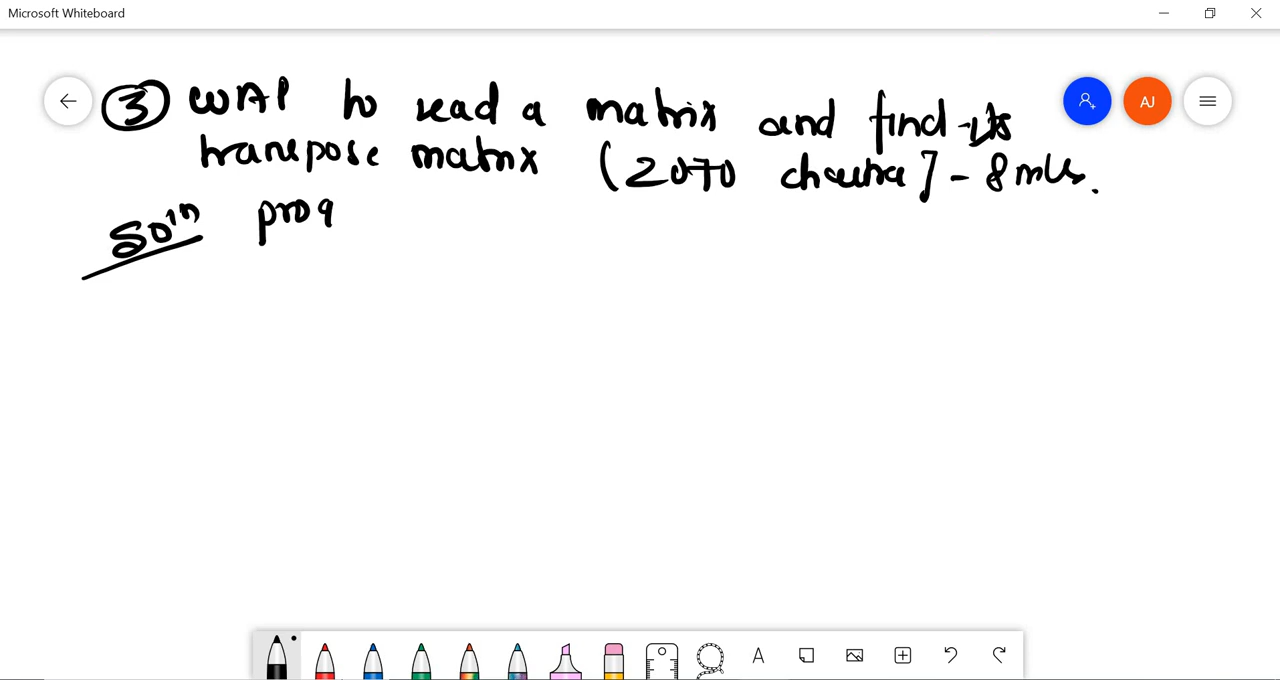 Microsoft Whiteboard
③ WAP to read a matrix and find its
AJ
transpose matrix (2070 chaitra] - 8 mks.
Solⁿ prog
A